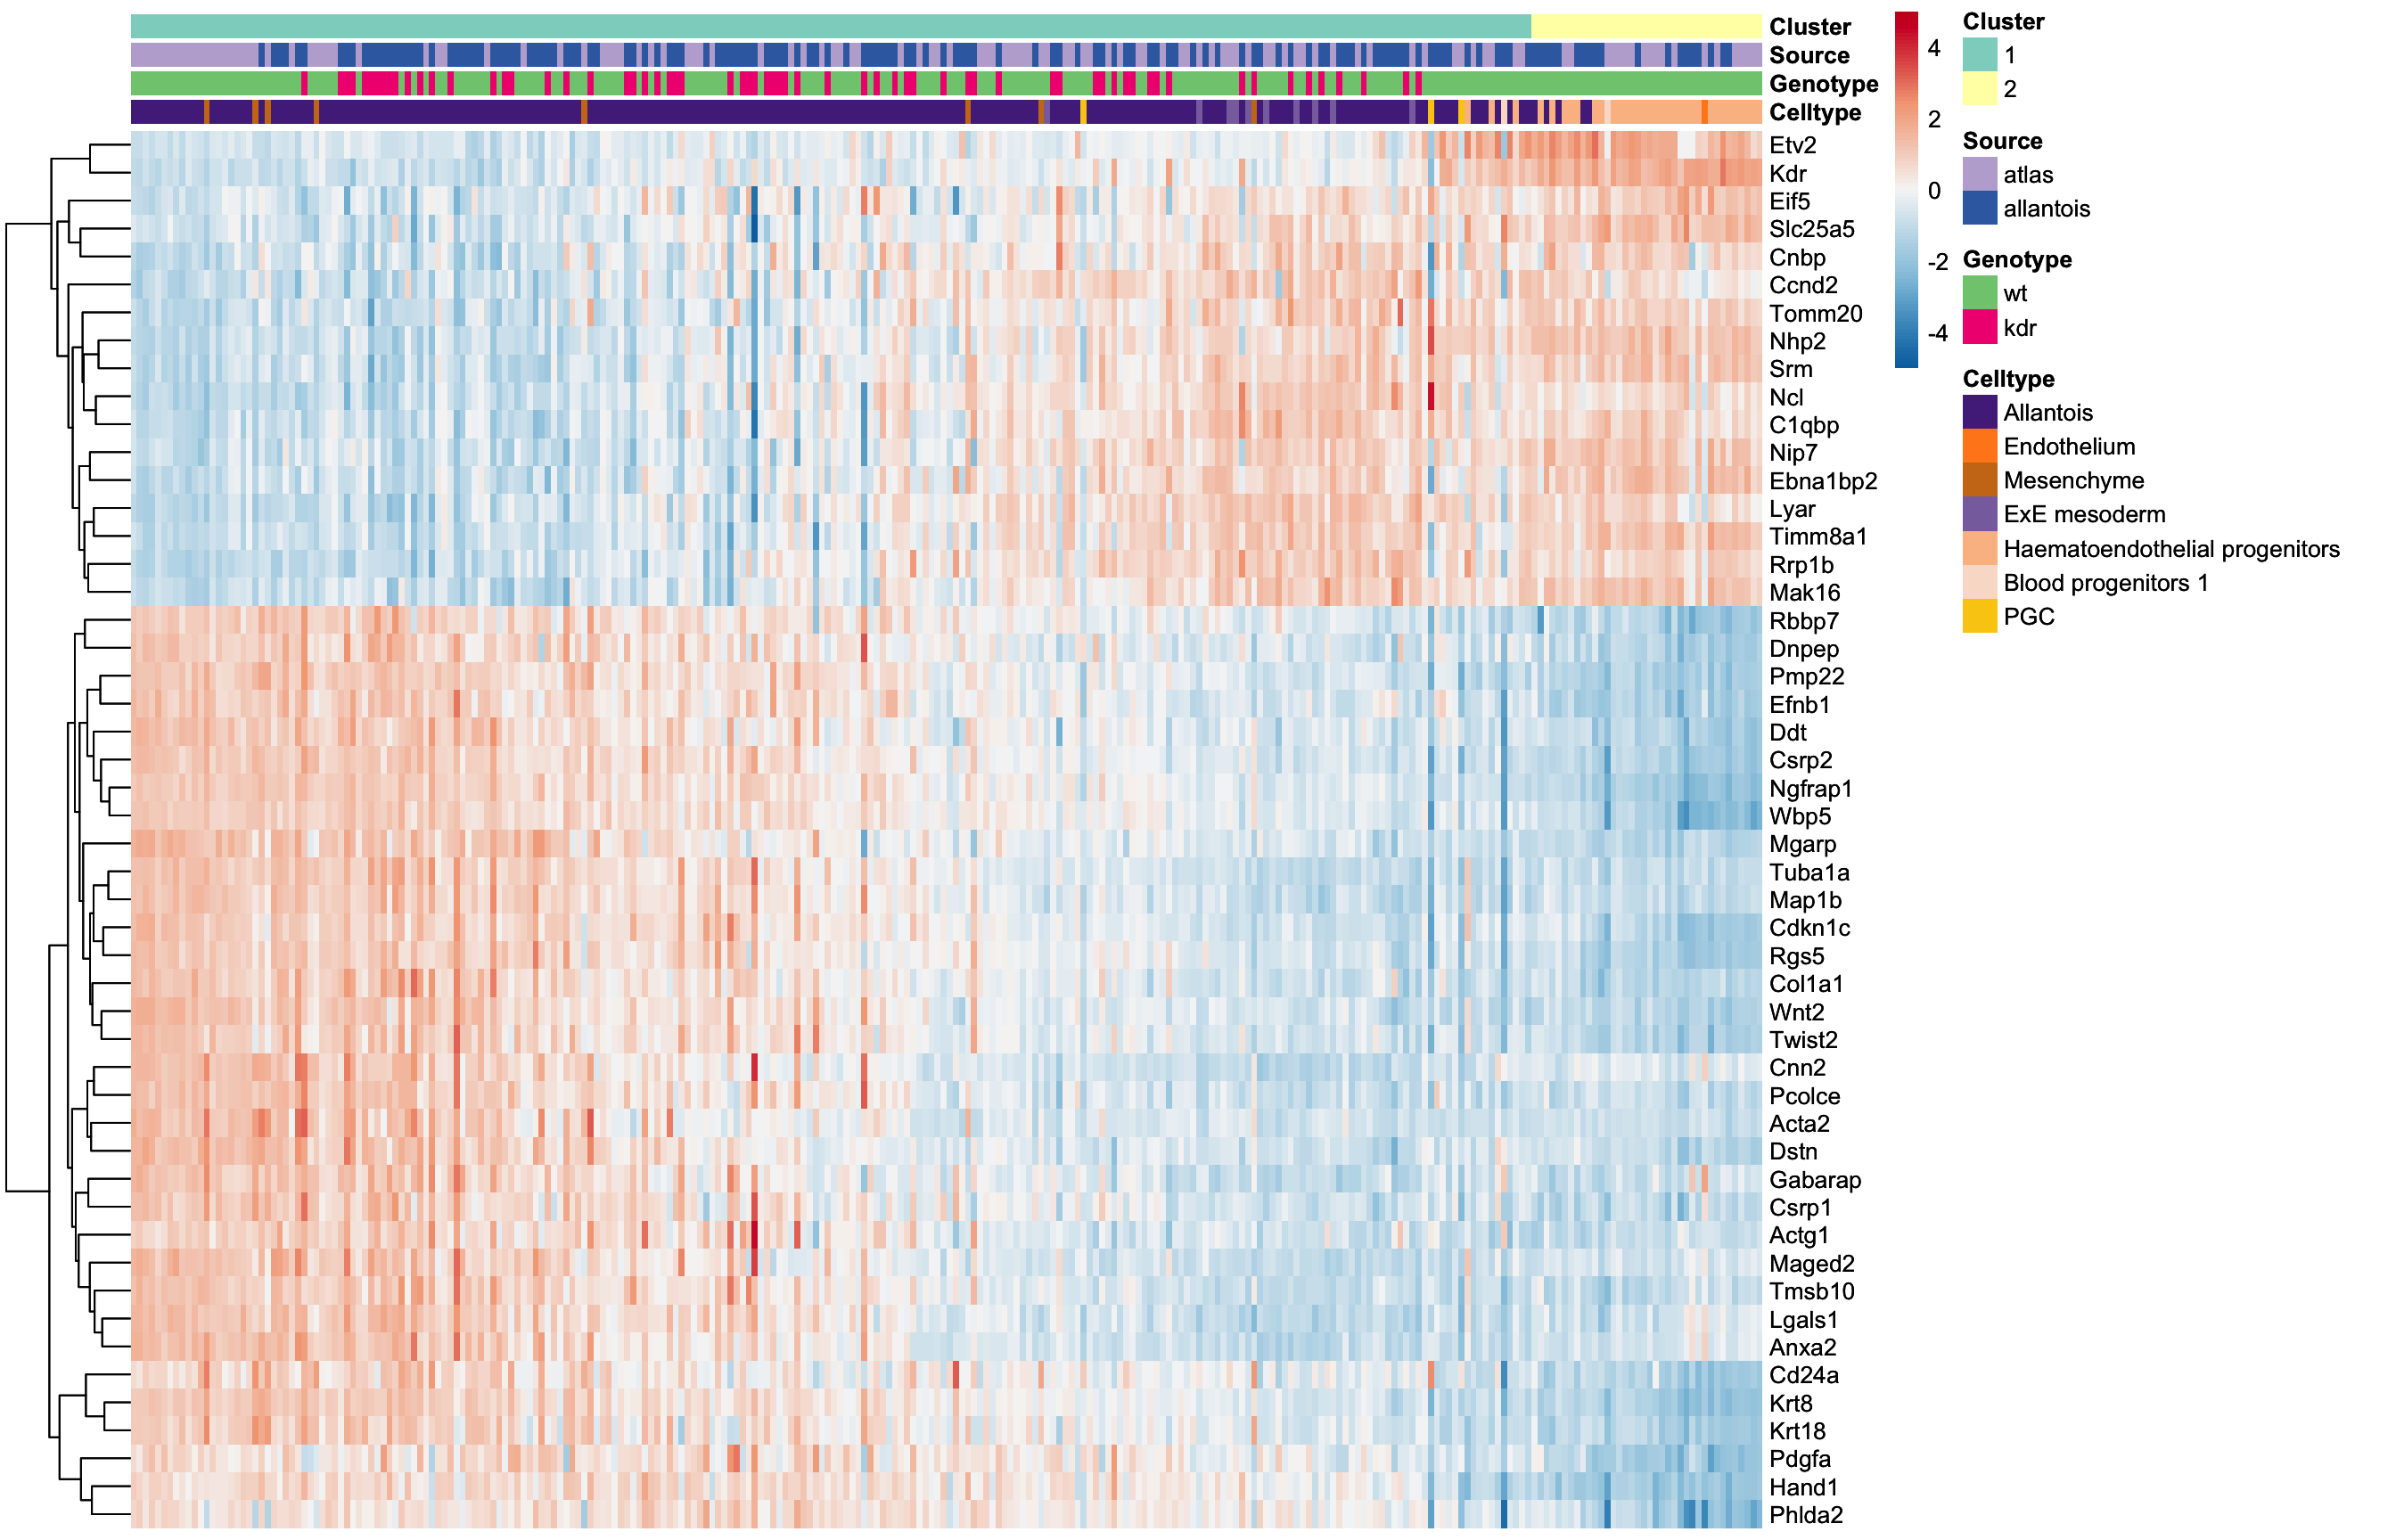 Cluster
Source
Genotype
Celltype
Etv2
Kdr
Eif5
Slc25a5
Cnbp
Ccnd2
Tomm20
Nhp2
Srm
Ncl
C1qbp
Nip7
Ebna1bp2
Lyar
Timm8a1
Rrp1b
Mak16
Rbbp7
Dnpep
Pmp22
Efnb1
Ddt
Csrp2
Ngfrap1
Wbp5
Mgarp
Tuba1a
Map1b
Cdkn1c
Rgs5
Col1a1
Wnt2
Twist2
Cnn2
Pcolce
Acta2
Dstn
Gabarap
Csrp1
Actg1
Maged2
Tmsb10
Lgals1
Anxa2
Cd24a
Krt8
Krt18
Pdgfa
Hand1
Phlda2
4
2
0
-2
-4
Cluster
1
2
Source
atlas
allantois
Genotype
wt
kdr
Celltype
Allantois
Endothelium
Mesenchyme
ExE mesoderm
Haematoendothelial progenitors
Blood progenitors 1
PGC